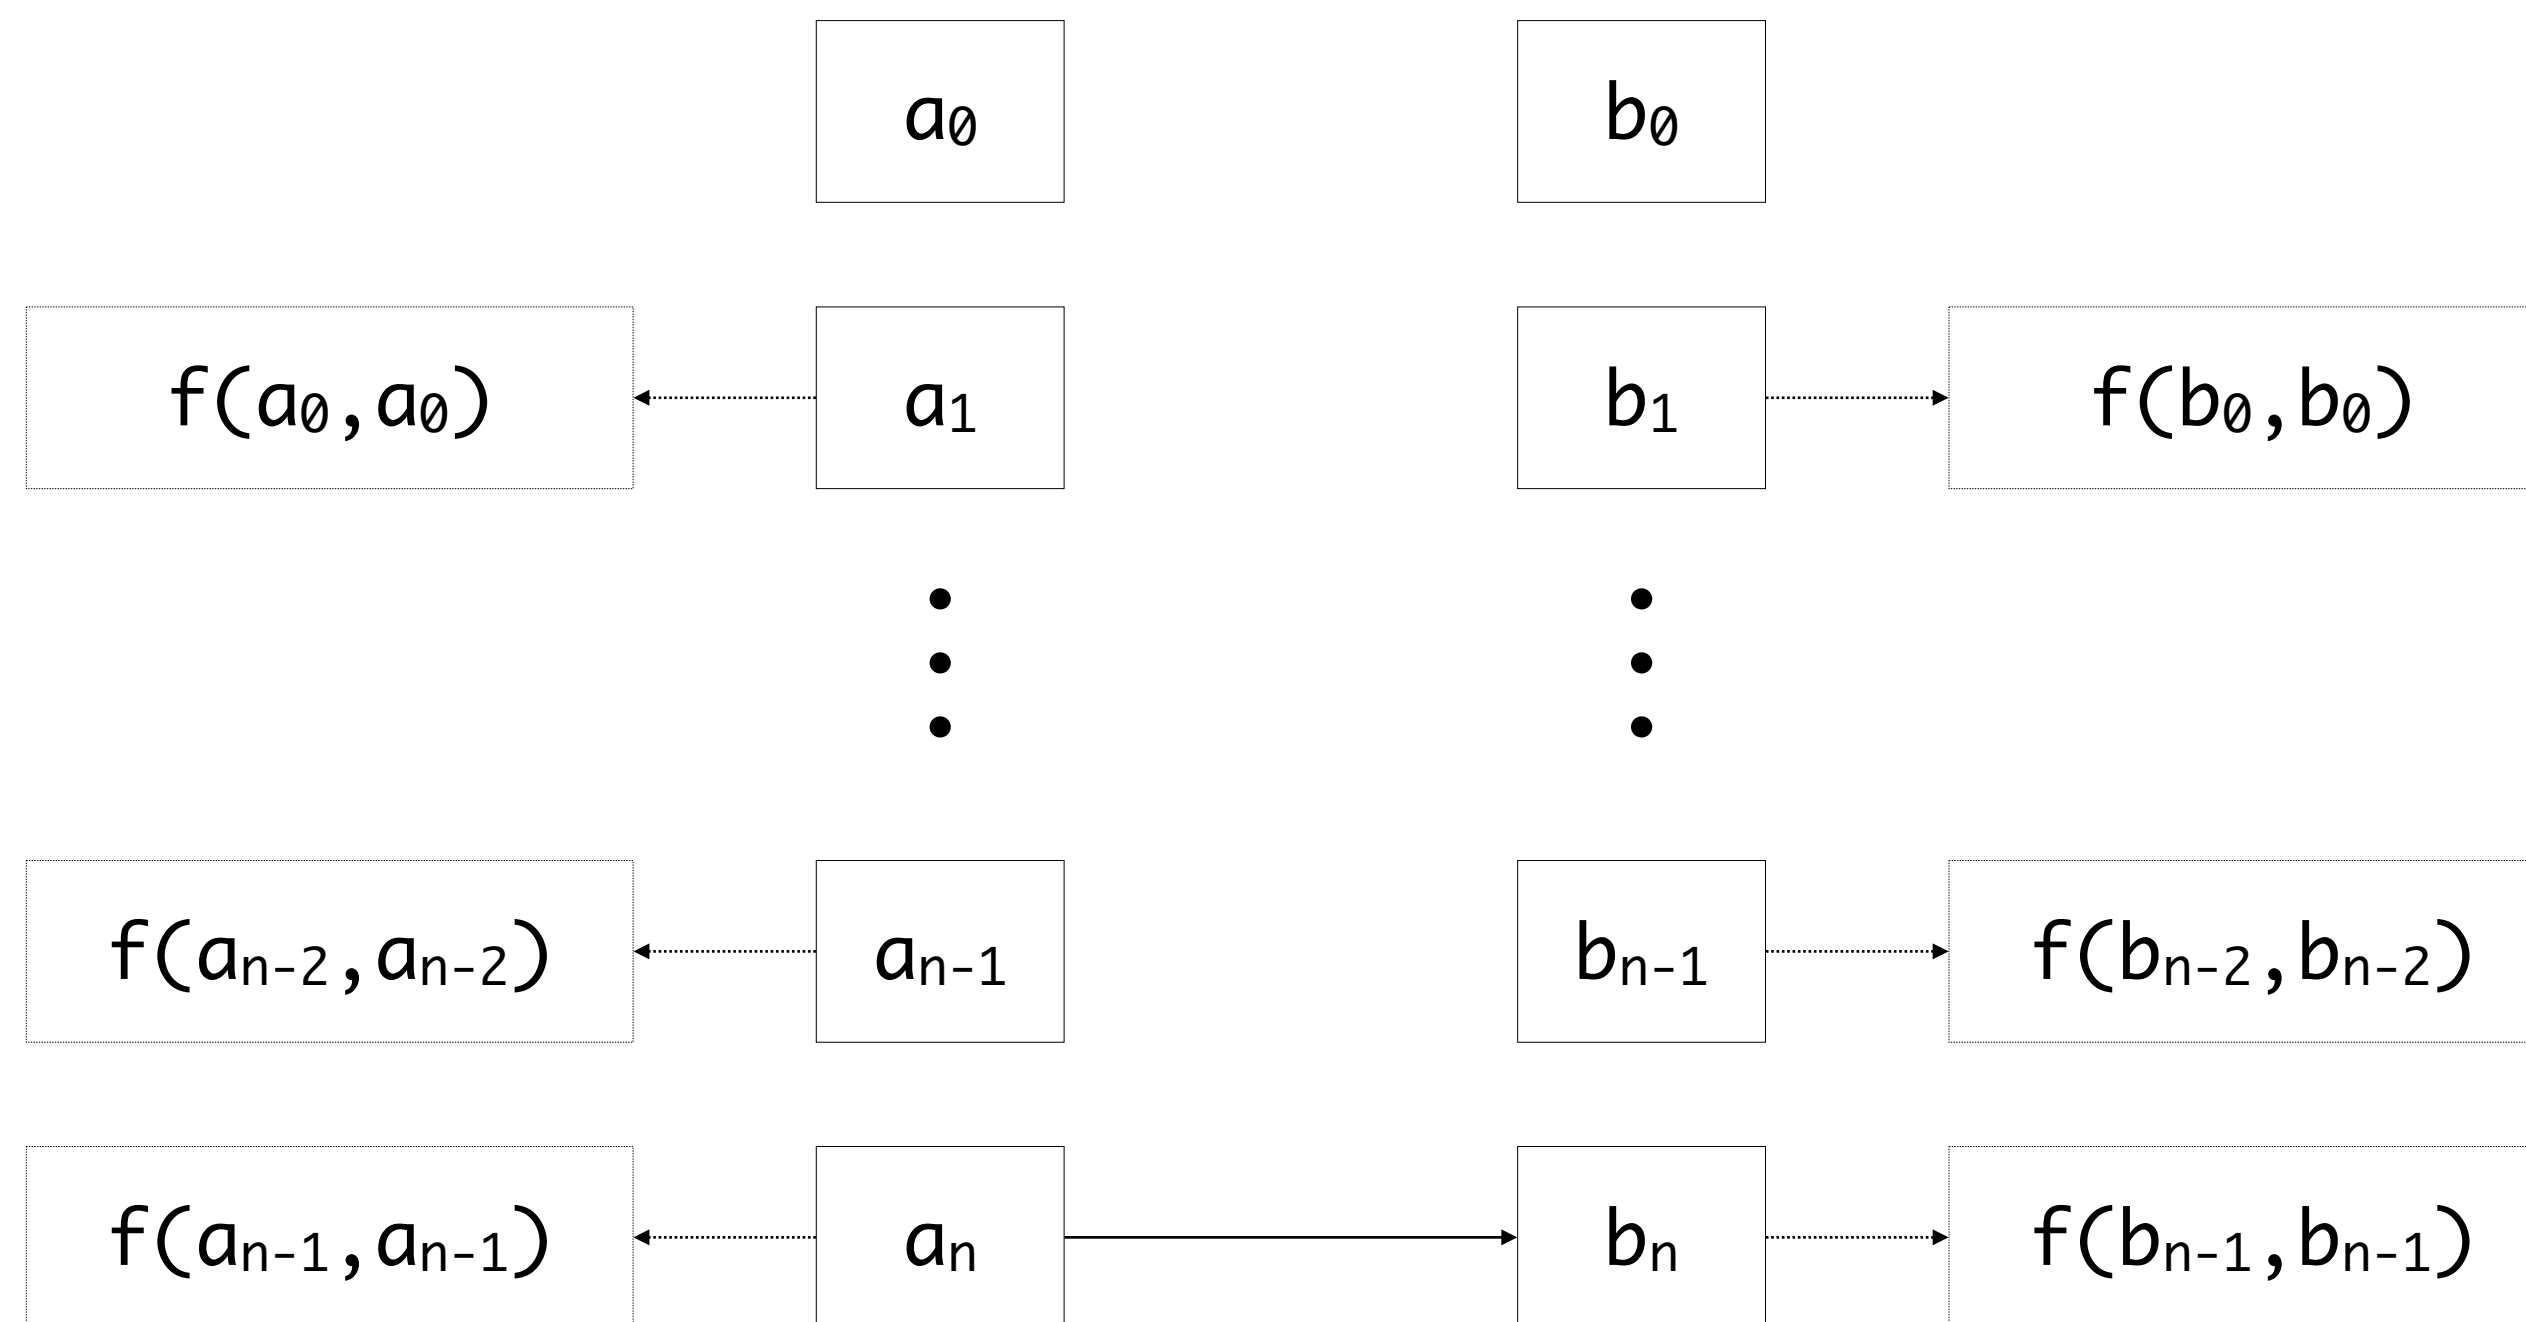 a₀ b₀
f(a₀,a₀) a₁ b₁ f(b₀,b₀)
f(aₙ₋₂,aₙ₋₂) aₙ₋₁ bₙ₋₁ f(bₙ₋₂,bₙ₋₂)
f(aₙ₋₁,aₙ₋₁) aₙ bₙ f(bₙ₋₁,bₙ₋₁)